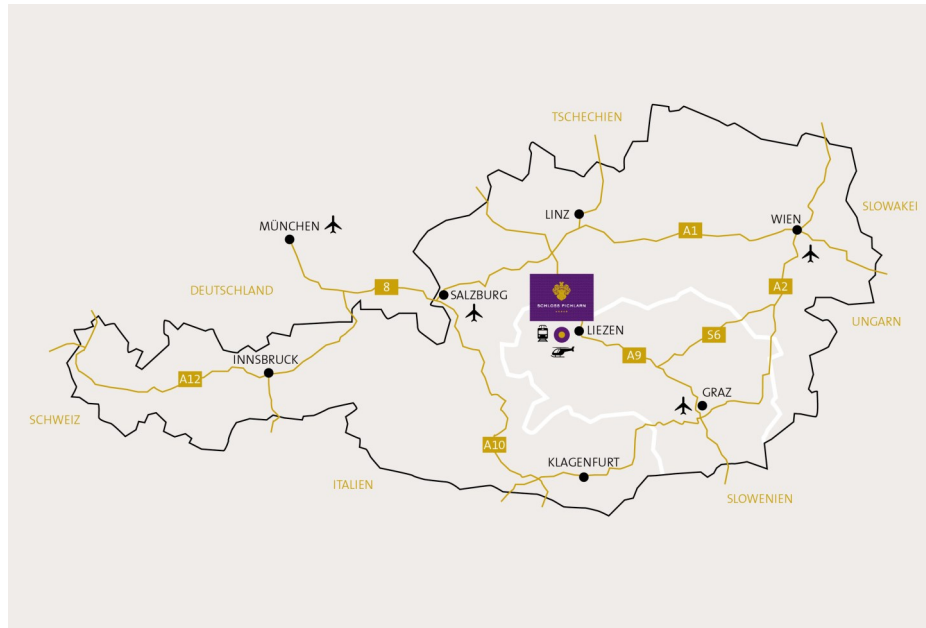 TSCHECHIEN
SLOWAKEI
LINZ
WIEN
MÜNCHEN
A1
DEUTSCHLAND
8
A2
SALZBURG
SCHLOSS PICHLARN
UNGARN
LIEZEN
S6
A9
INNSBRUCK
A12
GRAZ
SCHWEIZ
A10
KLAGENFURT
ITALIEN
SLOWENIEN